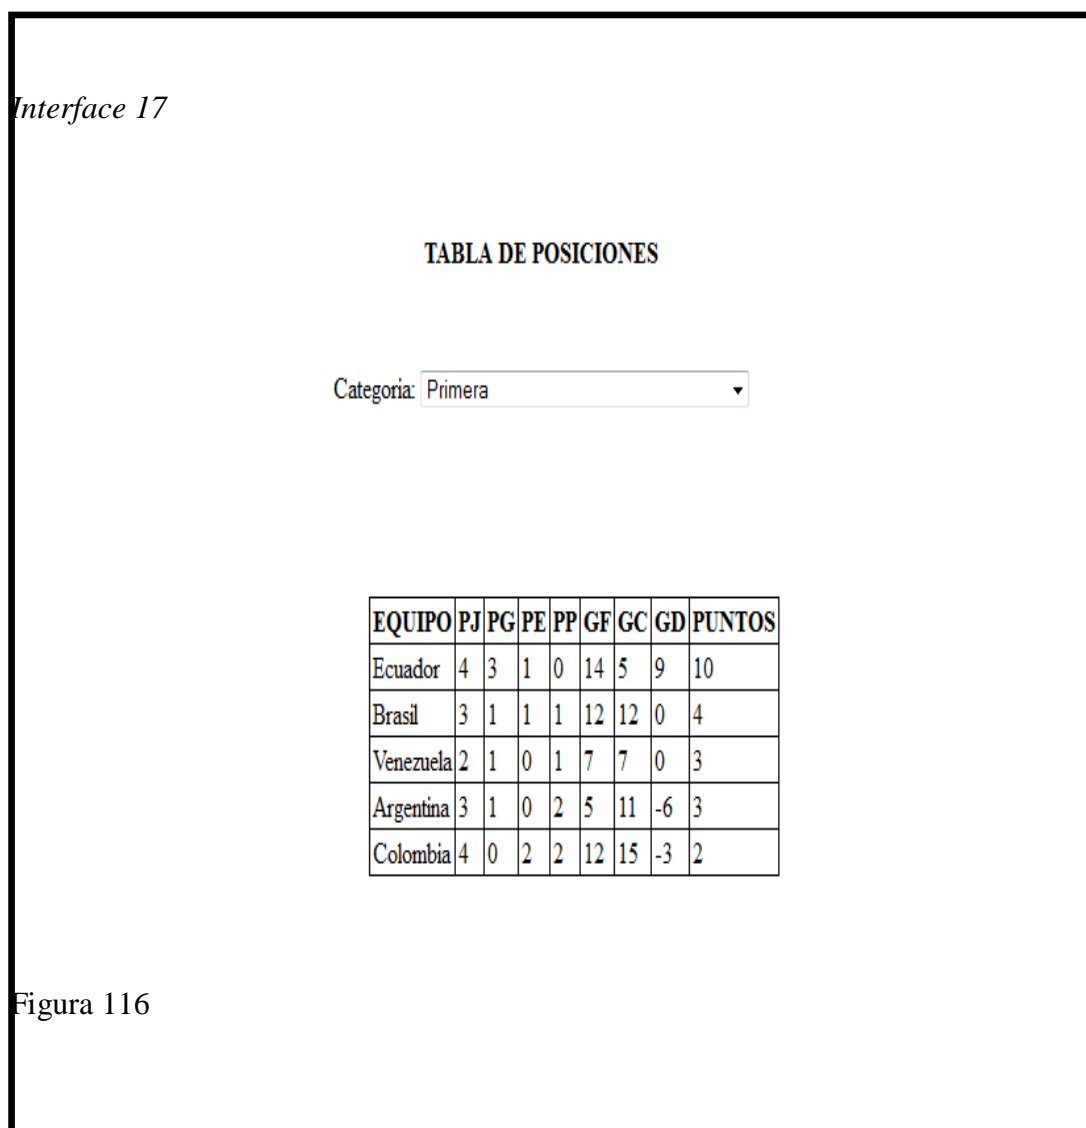 Interface 17
TABLA DE POSICIONES
Categoria: Primera
EQUIPO PJ PG PE PP GF GC GD PUNTOS
Ecuador 4 3 1 0 14 5 9 10
Brasil 3 1 1 1 12 12 0 4
Venezuela 2 1 0 1 7 7 0 3
Argentina 3 1 0 2 5 11 -6 3
Colombia 4 0 2 2 12 15 -3 2
Figura 116